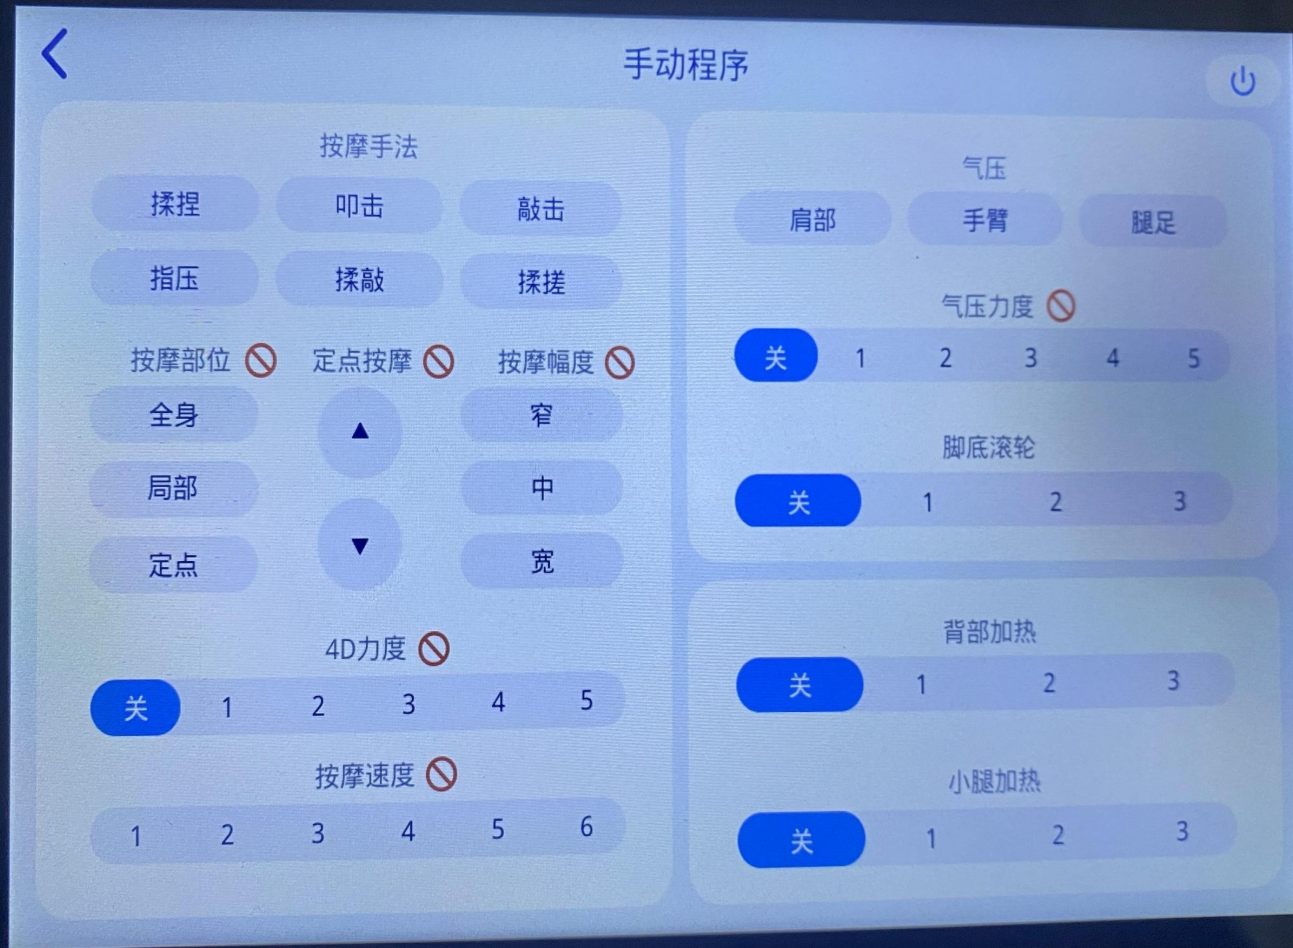 手动程序
按摩手法
揉捏 叩击 敲击
指压 揉敲 揉搓
按摩部位 定点按摩 按摩幅度
全身 ▲ 窄
局部 中
定点 ▼ 宽
4D力度
关 1 2 3 4 5
按摩速度
1 2 3 4 5 6
气压
肩部 手臂 腿足
气压力度
关 1 2 3 4 5
脚底滚轮
关 1 2 3
背部加热
关 1 2 3
小腿加热
关 1 2 3